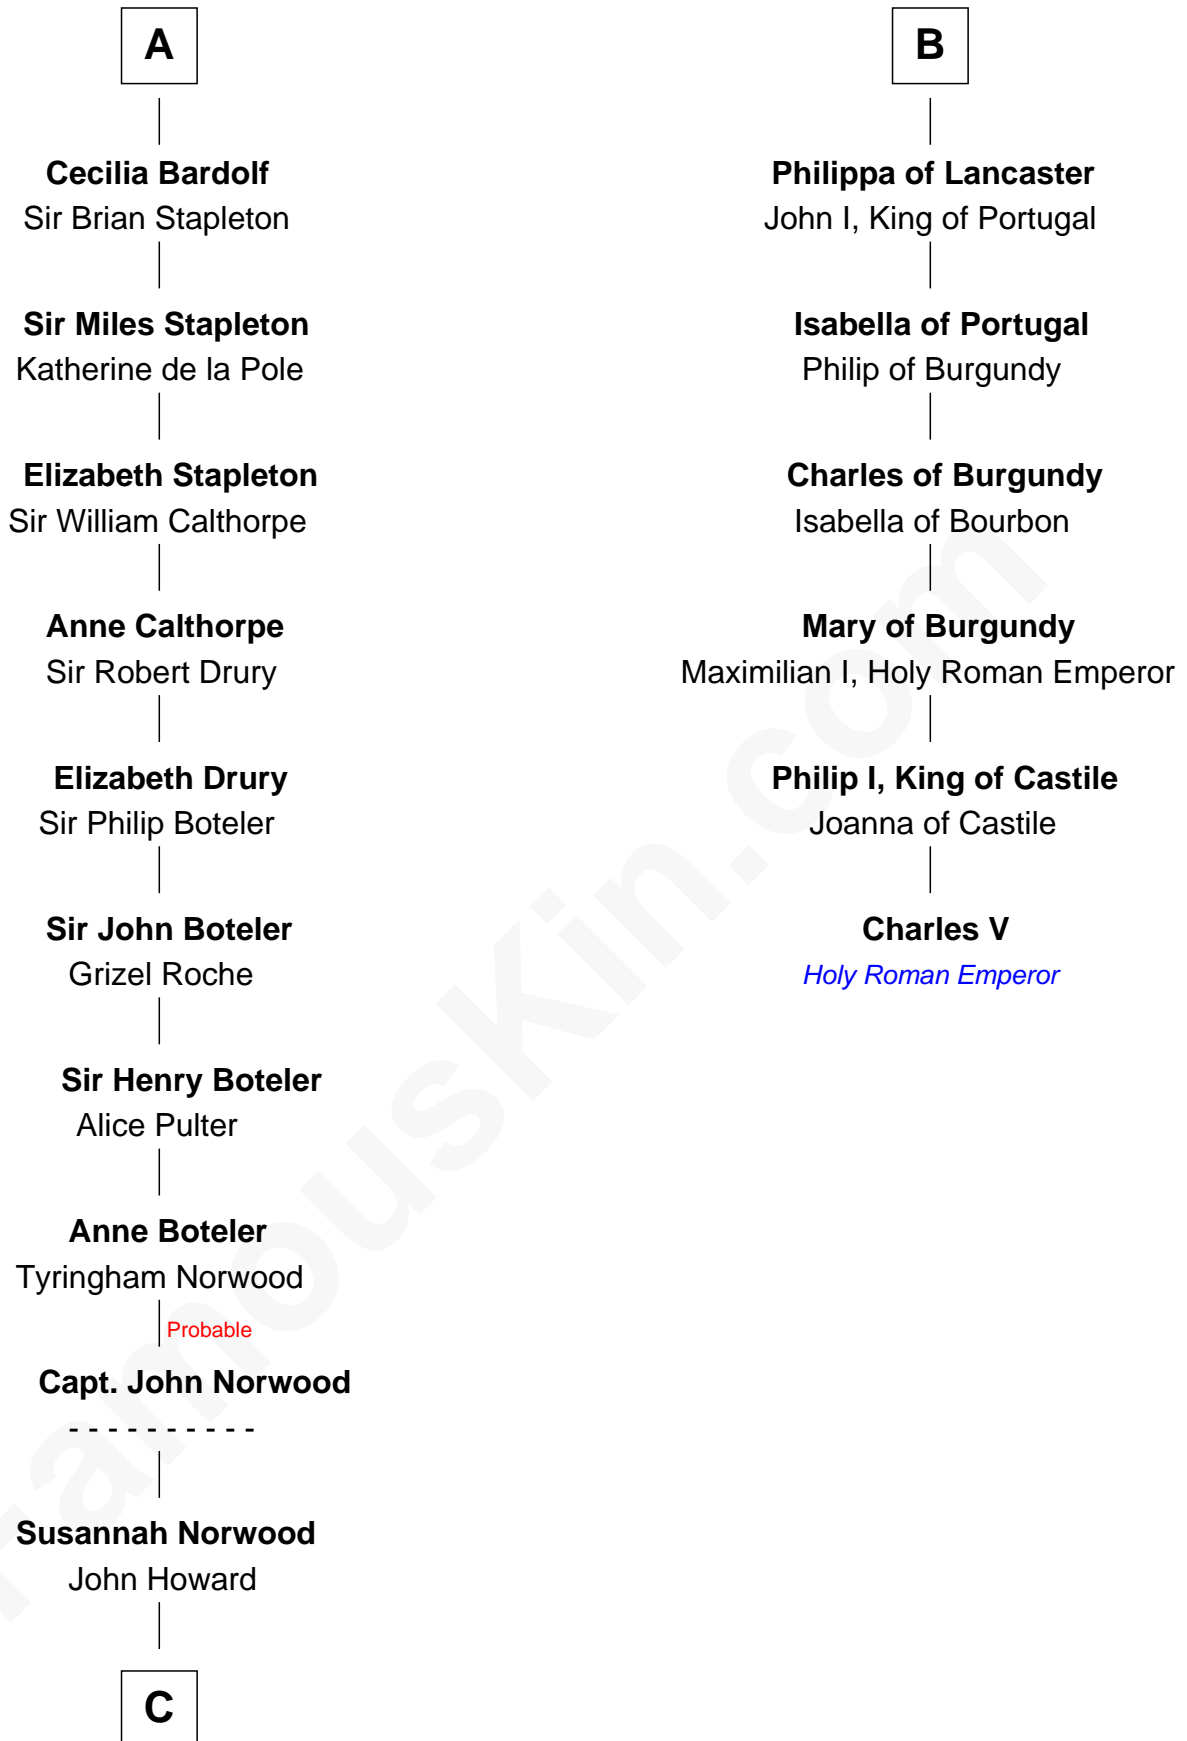 A
Cecilia Bardolf
Sir Brian Stapleton
Sir Miles Stapleton
Katherine de la Pole
Elizabeth Stapleton
Sir William Calthorpe
Anne Calthorpe
Sir Robert Drury
Elizabeth Drury
Sir Philip Boteler
Sir John Boteler
Grizel Roche
Sir Henry Boteler
Alice Pulter
Anne Boteler
Tyringham Norwood
Probable
Capt. John Norwood
- - - - - - - - - -
Susannah Norwood
John Howard
C
B
Philippa of Lancaster
John I, King of Portugal
Isabella of Portugal
Philip of Burgundy
Charles of Burgundy
Isabella of Bourbon
Mary of Burgundy
Maximilian I, Holy Roman Emperor
Philip I, King of Castile
Joanna of Castile
Charles V
Holy Roman Emperor
FamousKin.com